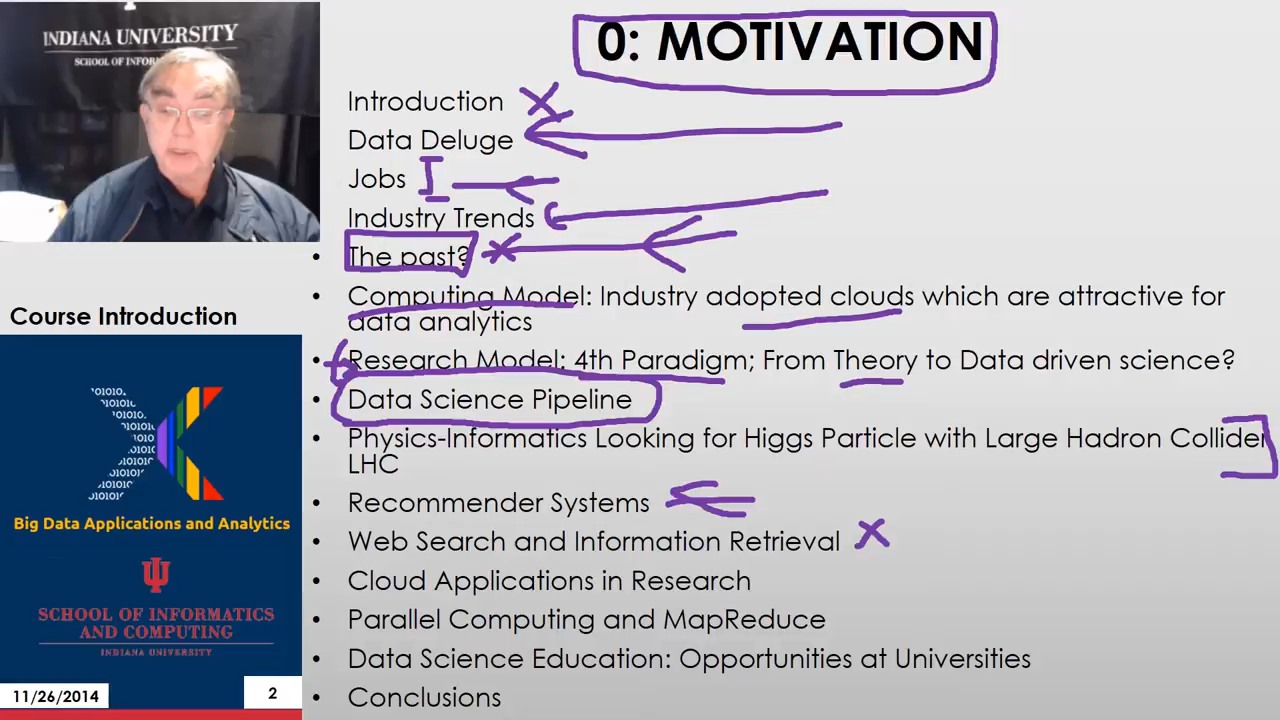 INDIANA UNIVERSITY
SCHOOL OF INFOR
0: MOTIVATION
Introduction
Data Deluge
Jobs
Industry Trends
• The past?
• Computing Model: Industry adopted clouds which are attractive for
data analytics
• Research Model: 4th Paradigm; From Theory to Data driven science?
• Data Science Pipeline
• Physics-Informatics Looking for Higgs Particle with Large Hadron Collider
LHC
• Recommender Systems
• Web Search and Information Retrieval
• Cloud Applications in Research
• Parallel Computing and MapReduce
• Data Science Education: Opportunities at Universities
• Conclusions
Course Introduction
Big Data Applications and Analytics
SCHOOL OF INFORMATICS
AND COMPUTING
INDIANA UNIVERSITY
11/26/2014
2